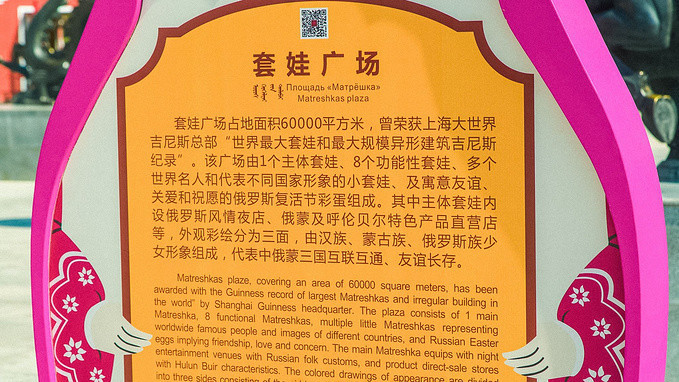 套娃广场
Площадь «Матрёшка»
Matreshkas plaza
套娃广场占地面积60000平方米，曾荣获上海大世界
吉尼斯总部“世界最大套娃和最大规模异形建筑吉尼斯
纪录”。该广场由1个主体套娃、8个功能性套娃、多个
世界名人和代表不同国家形象的小套娃、及寓意友谊、
关爱和祝愿的俄罗斯复活节彩蛋组成。其中主体套娃内
设俄罗斯风情夜店、俄蒙及呼伦贝尔特色产品直营店
等，外观彩绘分为三面，由汉族、蒙古族、俄罗斯族少
女形象组成，代表中俄蒙三国互联互通、友谊长存。
Matreshkas plaze, covering an area of 60000 square meters, has been
awarded with the Guinness record of largest Matreshkas and irregular building in
the world” by Shanghai Guinness headquarter. The plaza consists of 1 main
Matreshka, 8 functional Matreshkas, multiple little Matreshkas representing
worldwide famous people and images of different countries, and Russian Easter
eggs implying friendship, love and concern. The main Matreshka equips with night
entertainment venues with Russian folk customs, and product direct-sale stores
with Hulun Buir characteristics. The colored drawings of appearance are divided
into three sides consisting of the